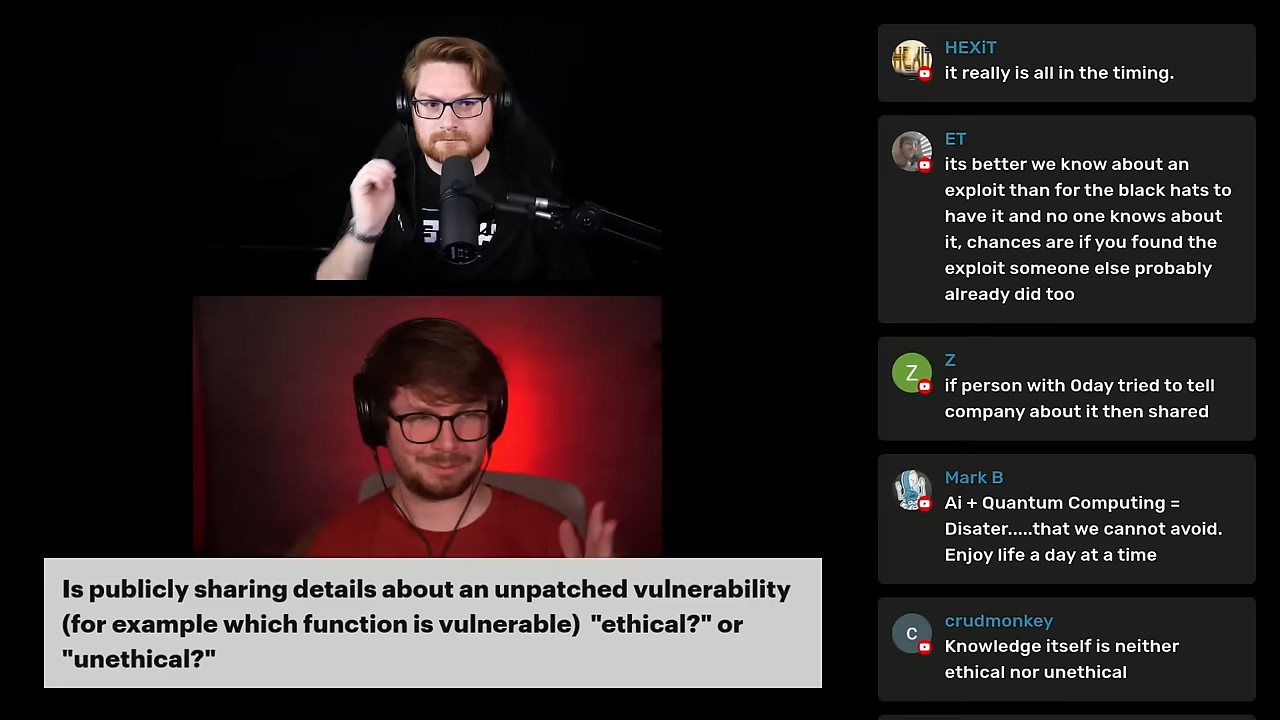 HEXiT
it really is all in the timing.
ET
its better we know about an
exploit than for the black hats to
have it and no one knows about
it, chances are if you found the
exploit someone else probably
already did too
Z
Z
if person with 0day tried to tell
company about it then shared
Mark B
Ai + Quantum Computing =
Disater.....that we cannot avoid.
Enjoy life a day at a time
c
crudmonkey
Knowledge itself is neither
ethical nor unethical
Is publicly sharing details about an unpatched vulnerability
(for example which function is vulnerable)  "ethical?" or
"unethical?"